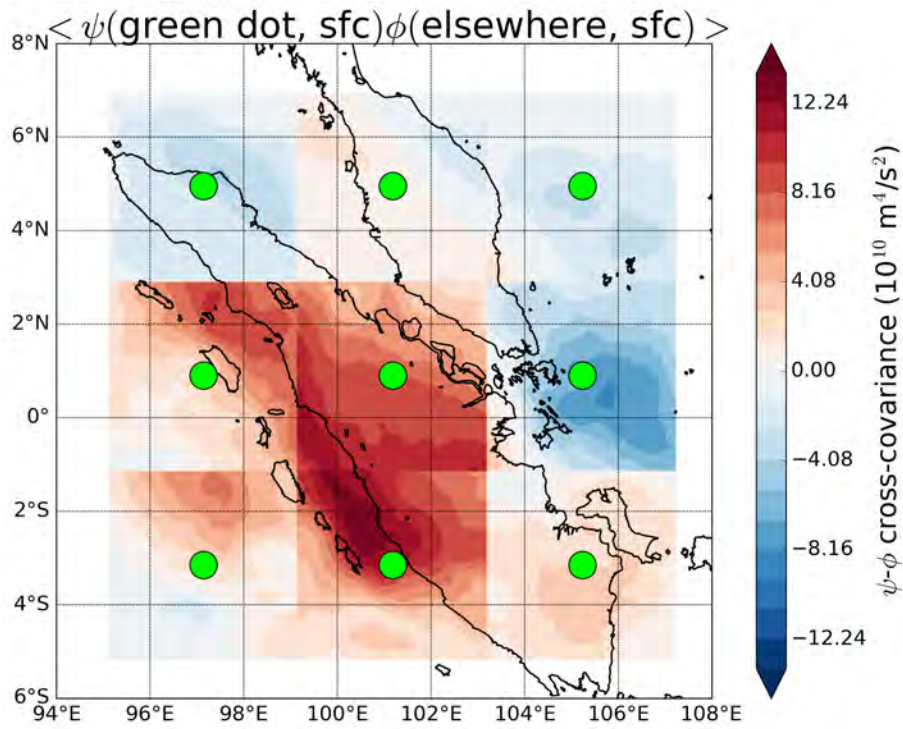 < ψ(green dot, sfc)ϕ(elsewhere, sfc) >
8°N
6°N
4°N
2°N
0°
2°S
4°S
6°S
94°E 96°E 98°E 100°E 102°E 104°E 106°E 108°E
12.24
8.16
4.08
0.00
−4.08
−8.16
−12.24
ψ-ϕ cross-covariance (10¹⁰ m⁴/s²)